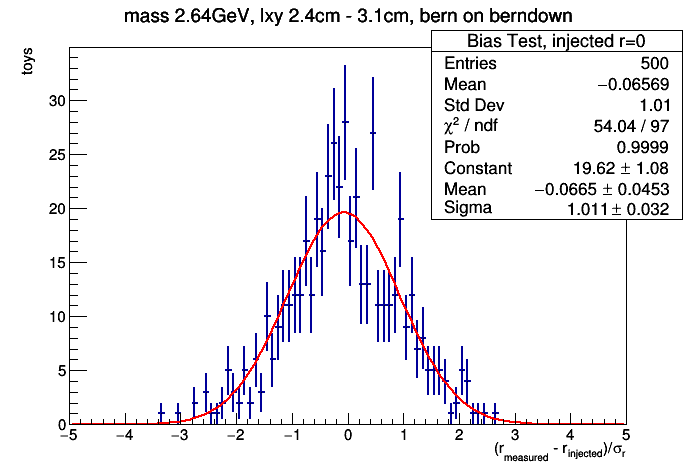 mass 2.64GeV, lxy 2.4cm - 3.1cm, bern on berndown
toys
Bias Test, injected r=0
Entries 500
Mean −0.06569
Std Dev 1.01
χ² / ndf 54.04 / 97
Prob 0.9999
Constant 19.62 ± 1.08
Mean −0.0665 ± 0.0453
Sigma 1.011 ± 0.032
30
25
20
15
10
5
0
−5 −4 −3 −2 −1 0 1 2 3 4 5
(r_measured - r_injected)/σ_r